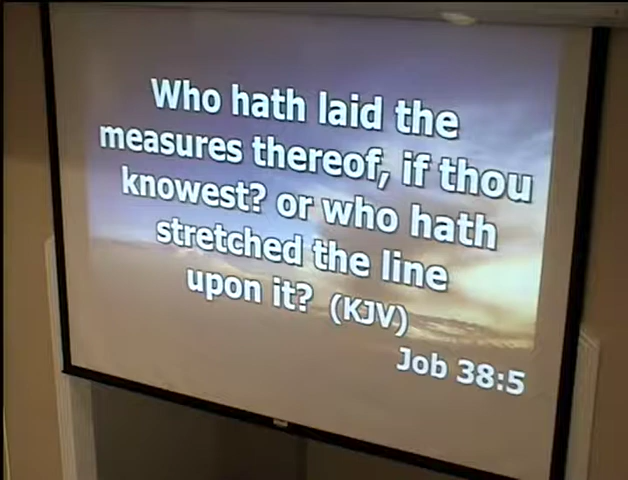 Who hath laid the
measures thereof, if thou
knowest? or who hath
stretched the line
upon it? (KJV)
Job 38:5